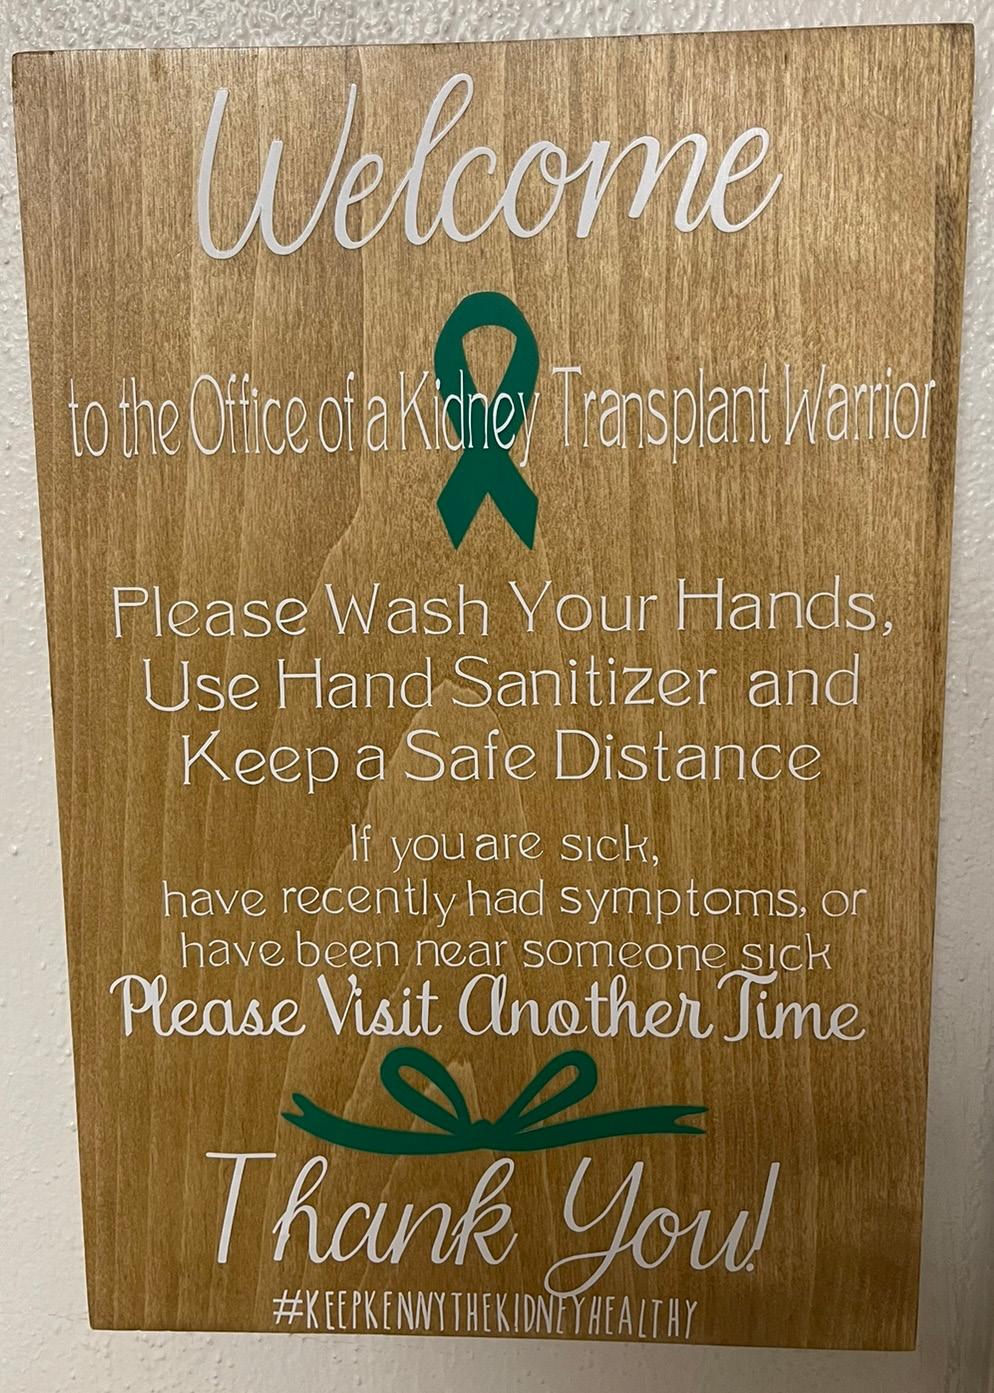 Welcome
to the Office of a Kidney Transplant Warrior
Please Wash Your Hands,
Use Hand Sanitizer and
Keep a Safe Distance
If you are sick,
have recently had symptoms, or
have been near someone sick
Please Visit Another Time
Thank You!
#KEEPKENNYTHEKIDNEYHEALTHY